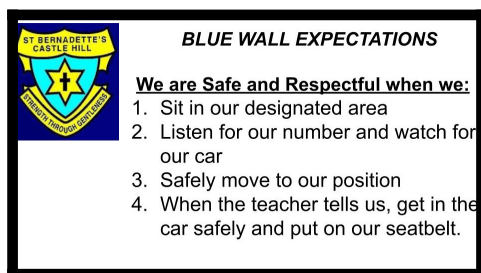 ST BERNADETTE'S
CASTLE HILL
STRENGTH THROUGH GENTLENESS
BLUE WALL EXPECTATIONS
We are Safe and Respectful when we:
1. Sit in our designated area
2. Listen for our number and watch for
our car
3. Safely move to our position
4. When the teacher tells us, get in the
car safely and put on our seatbelt.